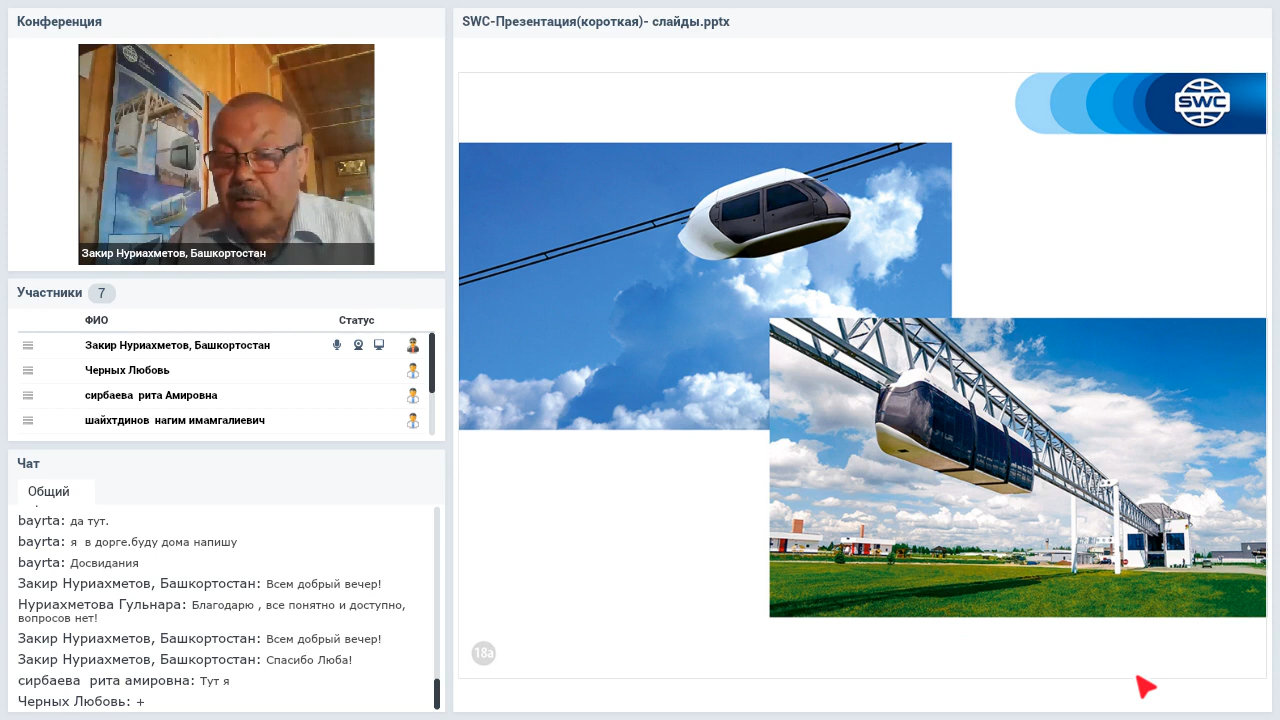 Конференция
Закир Нуриахметов, Башкортостан
Участники 7
ФИО Статус
Закир Нуриахметов, Башкортостан
Черных Любовь
сирбаева рита Амировна
шайхтдинов нагим имамгалиевич
Чат
Общий
bayrta: да тут.
bayrta: я в дорге.буду дома напишу
bayrta: Досвидания
Закир Нуриахметов, Башкортостан: Всем добрый вечер!
Нуриахметова Гульнара: Благодарю , все понятно и доступно,
вопросов нет!
Закир Нуриахметов, Башкортостан: Всем добрый вечер!
Закир Нуриахметов, Башкортостан: Спасибо Люба!
сирбаева рита амировна: Тут я
Черных Любовь: +
SWC-Презентация(короткая)- слайды.pptx
SWC
18a